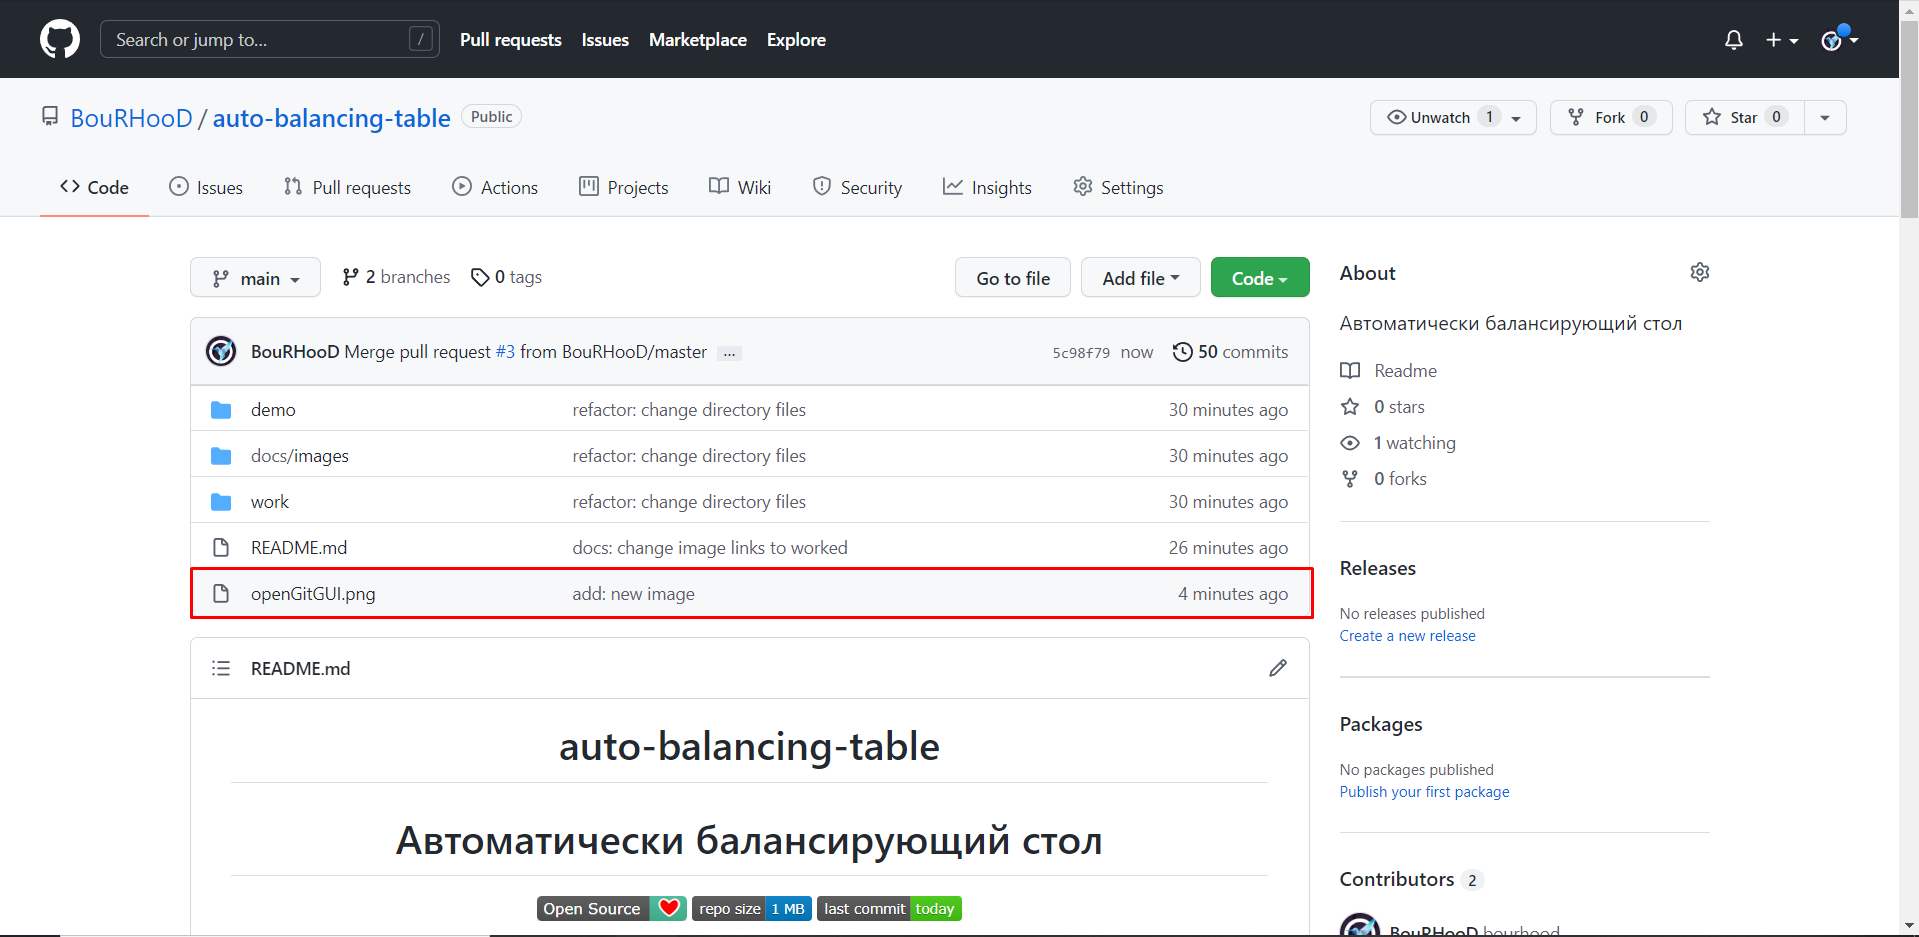 Search or jump to... / Pull requests Issues Marketplace Explore
BouRHooD / auto-balancing-table Public Unwatch 1 Fork 0 Star 0
Code Issues Pull requests Actions Projects Wiki Security Insights Settings
main 2 branches 0 tags Go to file Add file Code
BouRHooD Merge pull request #3 from BouRHooD/master ... 5c98f79 now 50 commits
demo refactor: change directory files 30 minutes ago
docs/images refactor: change directory files 30 minutes ago
work refactor: change directory files 30 minutes ago
README.md docs: change image links to worked 26 minutes ago
openGitGUI.png add: new image 4 minutes ago
README.md
auto-balancing-table
Автоматически балансирующий стол
Open Source repo size 1 MB last commit today
About
Автоматически балансирующий стол
Readme
0 stars
1 watching
0 forks
Releases
No releases published
Create a new release
Packages
No packages published
Publish your first package
Contributors 2
BouRHooD bourhood